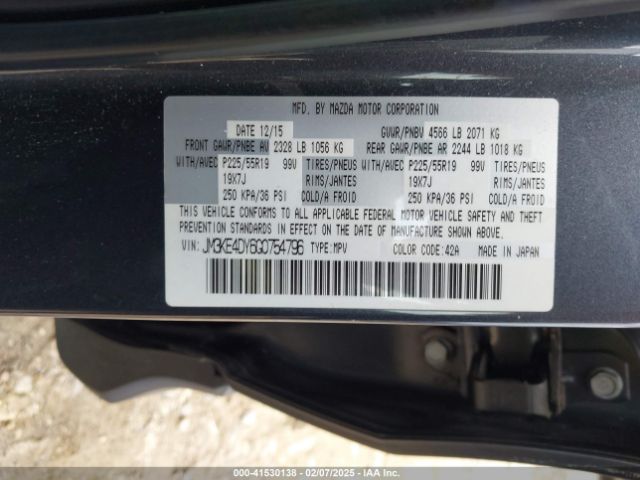 MFD. BY MAZDA MOTOR CORPORATION
DATE 12/15 GVWR/PNBV 4566 LB 2071 KG
FRONT GAWR/PNBE AV 2328 LB 1056 KG REAR GAWR/PNBE AR 2244 LB 1018 KG
WITH/AVEC P225/55R19 99V TIRES/PNEUS WITH/AVEC P225/55R19 99V TIRES/PNEUS
19X7J RIMS/JANTES 19X7J RIMS/JANTES
250 KPA/36 PSI COLD/A FROID 250 KPA/36 PSI COLD/A FROID
THIS VEHICLE CONFORMS TO ALL APPLICABLE FEDERAL MOTOR VEHICLE SAFETY AND THEFT
PREVENTION STANDARDS IN EFFECT ON THE DATE OF MANUFACTURE SHOWN ABOVE.
VIN: JM3KE4DY6G0754796 TYPE: MPV COLOR CODE: 42A MADE IN JAPAN
000-41530138 - 02/07/2025 - IAA Inc.